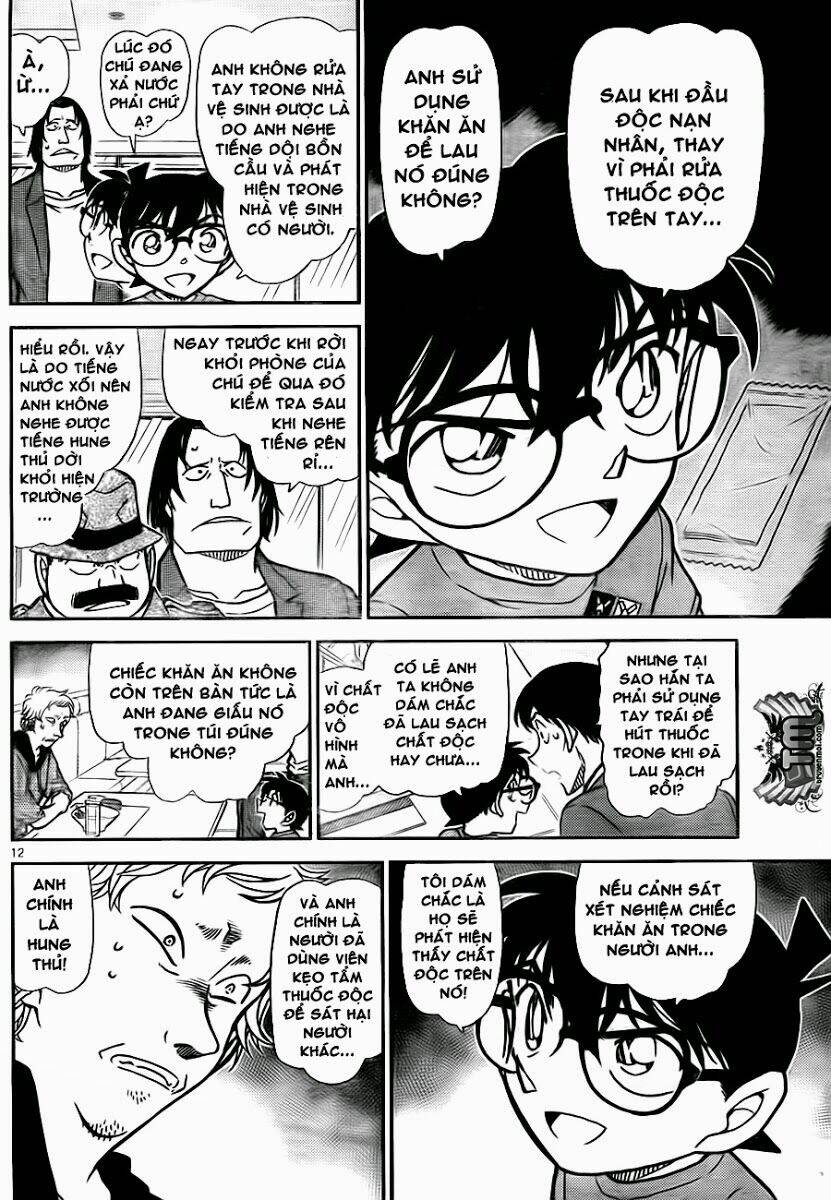 SAU KHI ĐẦU
ĐỘC NẠN
NHÂN, THAY
VÌ PHẢI RỬA
THUỐC ĐỘC
TRÊN TAY...
ANH SỬ
DỤNG
KHĂN ĂN
ĐỂ LAU
NÓ ĐÚNG
KHÔNG?
ANH KHÔNG RỬA
TAY TRONG NHÀ
VỆ SINH ĐƯỢC LÀ
DO ANH NGHE
TIẾNG DỘI BỒN
CẦU VÀ PHÁT
HIỆN TRONG
NHÀ VỆ SINH
CÓ NGƯỜI.
LÚC ĐÓ
CHÚ ĐANG
XẢ NƯỚC
PHẢI CHỨ
Ạ?
À,
Ừ...
NGAY TRƯỚC KHI RỜI
KHỎI PHÒNG CỦA
CHÚ ĐỂ QUA ĐÓ
KIỂM TRA SAU
KHI NGHE
TIẾNG RÊN
RỈ...
HIỂU RỒI. VẬY
LÀ DO TIẾNG
NƯỚC XỐI NÊN
ANH KHÔNG
NGHE ĐƯỢC
TIẾNG HUNG
THỦ DỜI
KHỎI HIỆN
TRƯỜNG
...
NHƯNG TẠI
SAO HẮN TA
PHẢI SỬ DỤNG
TAY TRÁI ĐỂ
HÚT THUỐC
TRONG KHI ĐÃ
LAU SẠCH
RỒI?
CÓ LẼ ANH
TA KHÔNG
DÁM CHẮC
ĐÃ LAU SẠCH
CHẤT ĐỘC
HAY CHƯA...
VÌ CHẤT
ĐỘC
VÔ
HÌNH
MÀ
ANH...
CHIẾC KHĂN ĂN KHÔNG
CÒN TRÊN BÀN TỨC LÀ
ANH ĐANG GIẤU NÓ
TRONG TÚI ĐÚNG
KHÔNG?
TM
truyenmoi.com
12
NẾU CẢNH SÁT
XÉT NGHIỆM CHIẾC
KHĂN ĂN TRONG
NGƯỜI ANH...
TÔI DÁM
CHẮC LÀ
HỌ SẼ
PHÁT HIỆN
THẤY CHẤT
ĐỘC TRÊN
NÓ!
VÀ ANH
CHÍNH LÀ
NGƯỜI ĐÃ
DÙNG VIÊN
KẸO TẨM
THUỐC ĐỘC
ĐỂ SÁT HẠI
NGƯỜI
KHÁC...
ANH
CHÍNH
LÀ
HUNG
THỦ!